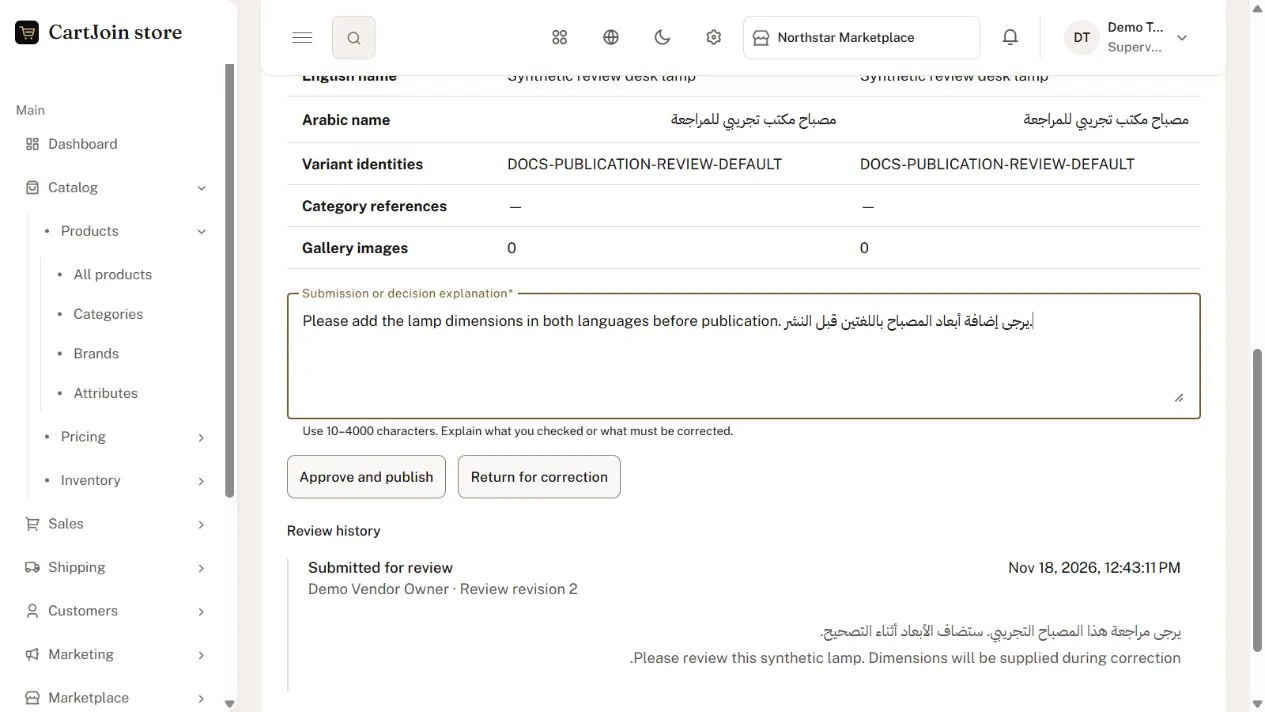 CartJoin store
Northstar Marketplace
DT
Demo T...
Superv...
Main
Dashboard
Catalog
Products
All products
Categories
Brands
Attributes
Pricing
Inventory
Sales
Shipping
Customers
Marketing
Marketplace
English name Synthetic review desk lamp Synthetic review desk lamp
Arabic name مصباح مكتب تجريبي للمراجعة مصباح مكتب تجريبي للمراجعة
Variant identities DOCS-PUBLICATION-REVIEW-DEFAULT DOCS-PUBLICATION-REVIEW-DEFAULT
Category references — —
Gallery images 0 0
Submission or decision explanation*
Please add the lamp dimensions in both languages before publication. يرجى إضافة أبعاد المصباح باللغتين قبل النشر.
Use 10–4000 characters. Explain what you checked or what must be corrected.
Approve and publish Return for correction
Review history
Submitted for review Nov 18, 2026, 12:43:11 PM
Demo Vendor Owner · Review revision 2
يرجى مراجعة هذا المصباح التجريبي. ستضاف الأبعاد أثناء التصحيح.
Please review this synthetic lamp. Dimensions will be supplied during correction.